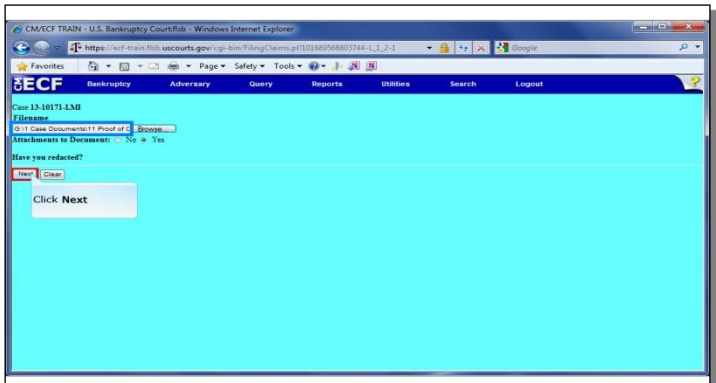 CM/ECF TRAIN - U.S. Bankruptcy Court:flsb - Windows Internet Explorer
https://ecf-train.flsb.uscourts.gov/cgi-bin/FilingClaims.pl?101889568803744-L_1_2-1 Google
Favorites Page Safety Tools
ECF Bankruptcy Adversary Query Reports Utilities Search Logout ?
Case 13-10171-LMI
Filename
G:\1 Case Documents\11 Proof of C Browse...
Attachments to Document: No Yes
Have you redacted?
Next Clear
Click Next